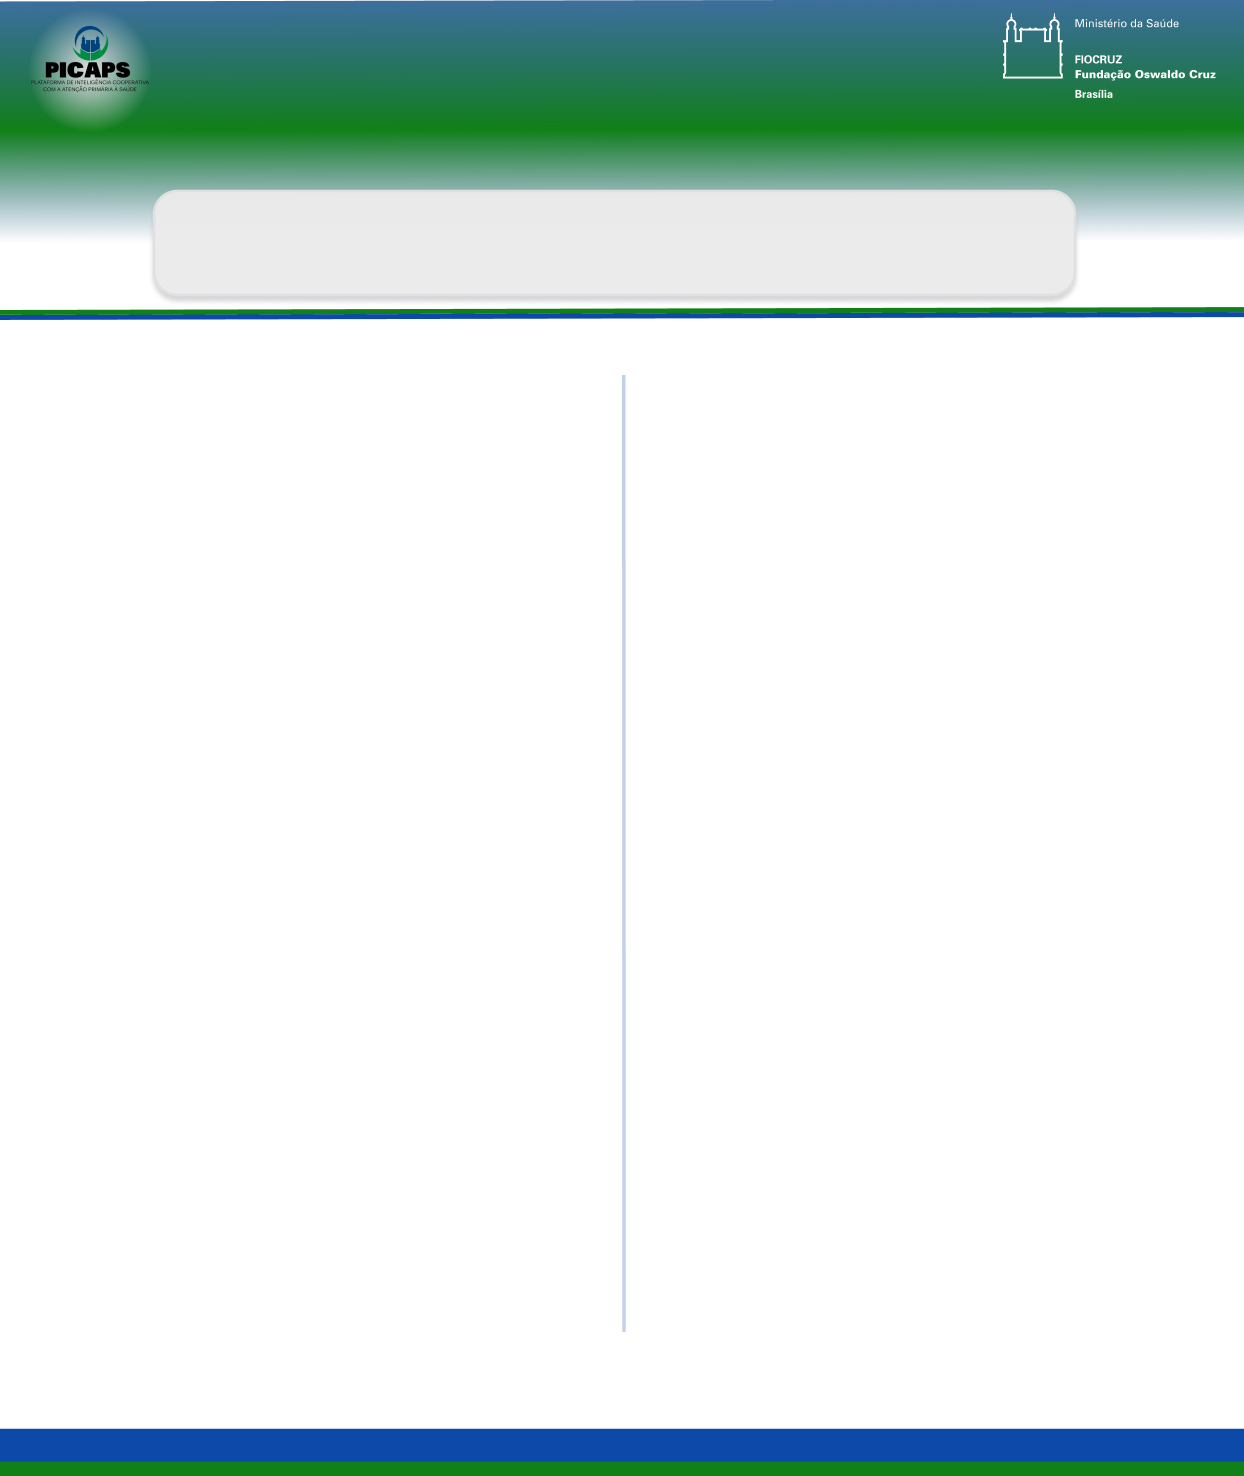 PICAPS
PLATAFORMA DE INTELIGÊNCIA COOPERATIVA
COM A ATENÇÃO PRIMÁRIA À SAÚDE
Ministério da Saúde
FIOCRUZ
Fundação Oswaldo Cruz
Brasília